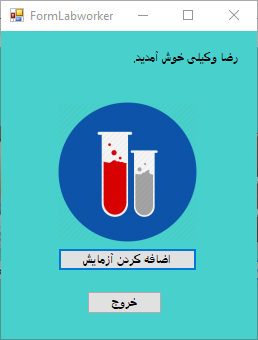 FormLabworker
رضا وکیلی خوش آمدید.
اضافه کردن آزمایش
خروج